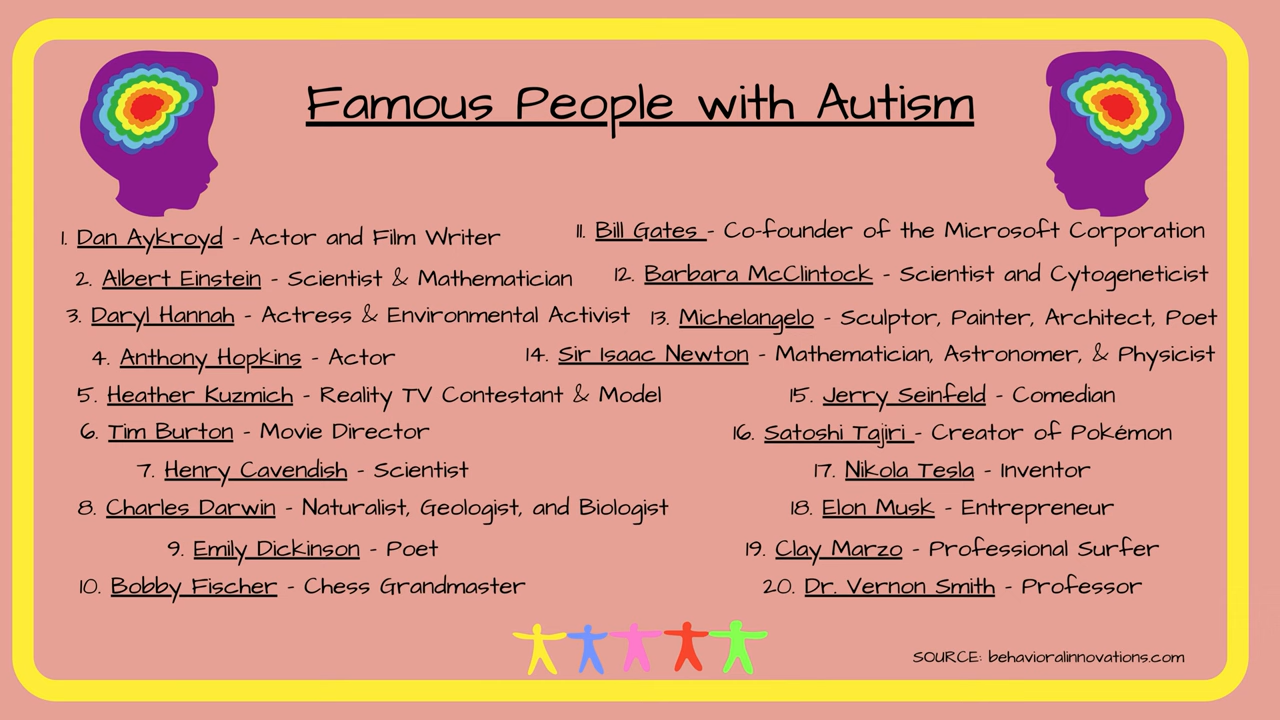 Famous People with Autism
1. Dan Aykroyd - Actor and Film Writer
2. Albert Einstein - Scientist & Mathematician
3. Daryl Hannah - Actress & Environmental Activist
4. Anthony Hopkins - Actor
5. Heather Kuzmich - Reality TV Contestant & Model
6. Tim Burton - Movie Director
7. Henry Cavendish - Scientist
8. Charles Darwin - Naturalist, Geologist, and Biologist
9. Emily Dickinson - Poet
10. Bobby Fischer - Chess Grandmaster
11. Bill Gates - Co-founder of the Microsoft Corporation
12. Barbara McClintock - Scientist and Cytogeneticist
13. Michelangelo - Sculptor, Painter, Architect, Poet
14. Sir Isaac Newton - Mathematician, Astronomer, & Physicist
15. Jerry Seinfeld - Comedian
16. Satoshi Tajiri - Creator of Pokémon
17. Nikola Tesla - Inventor
18. Elon Musk - Entrepreneur
19. Clay Marzo - Professional Surfer
20. Dr. Vernon Smith - Professor
SOURCE: behavioralinnovations.com